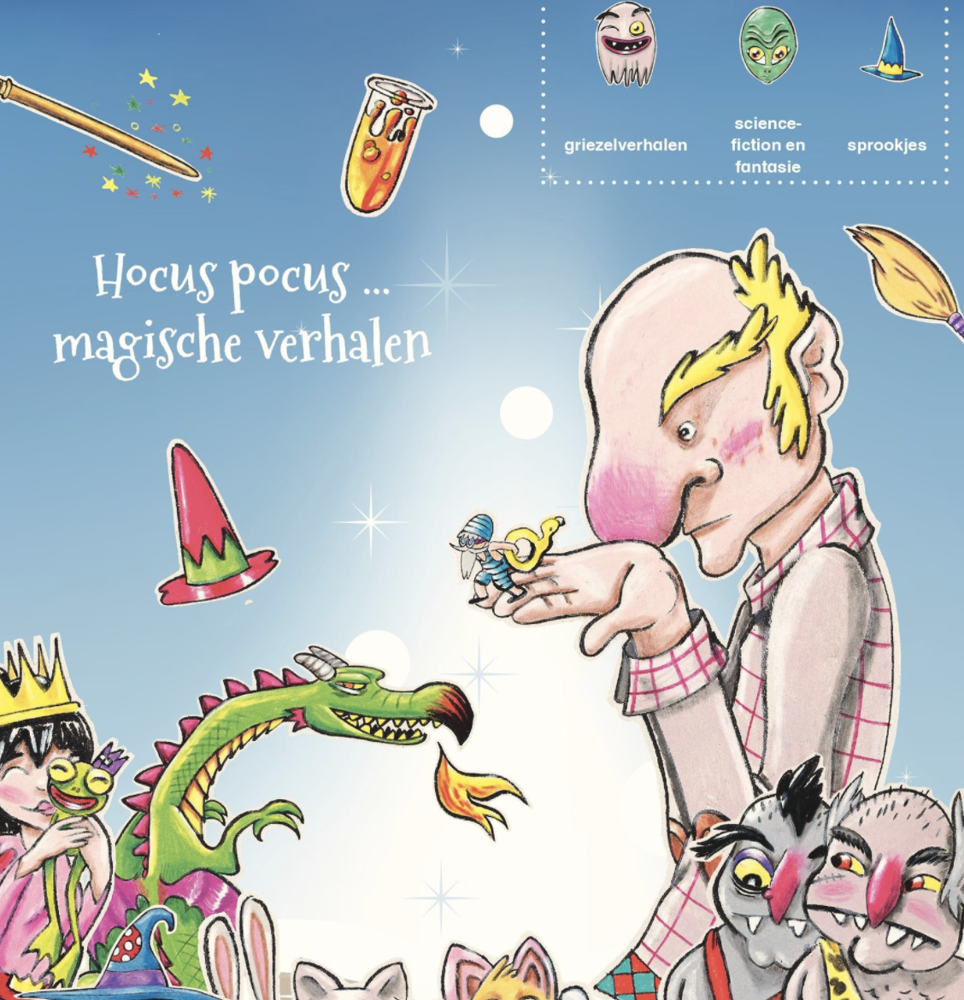 griezelverhalen
science-
fiction en
fantasie
sprookjes
Hocus pocus ...
magische verhalen